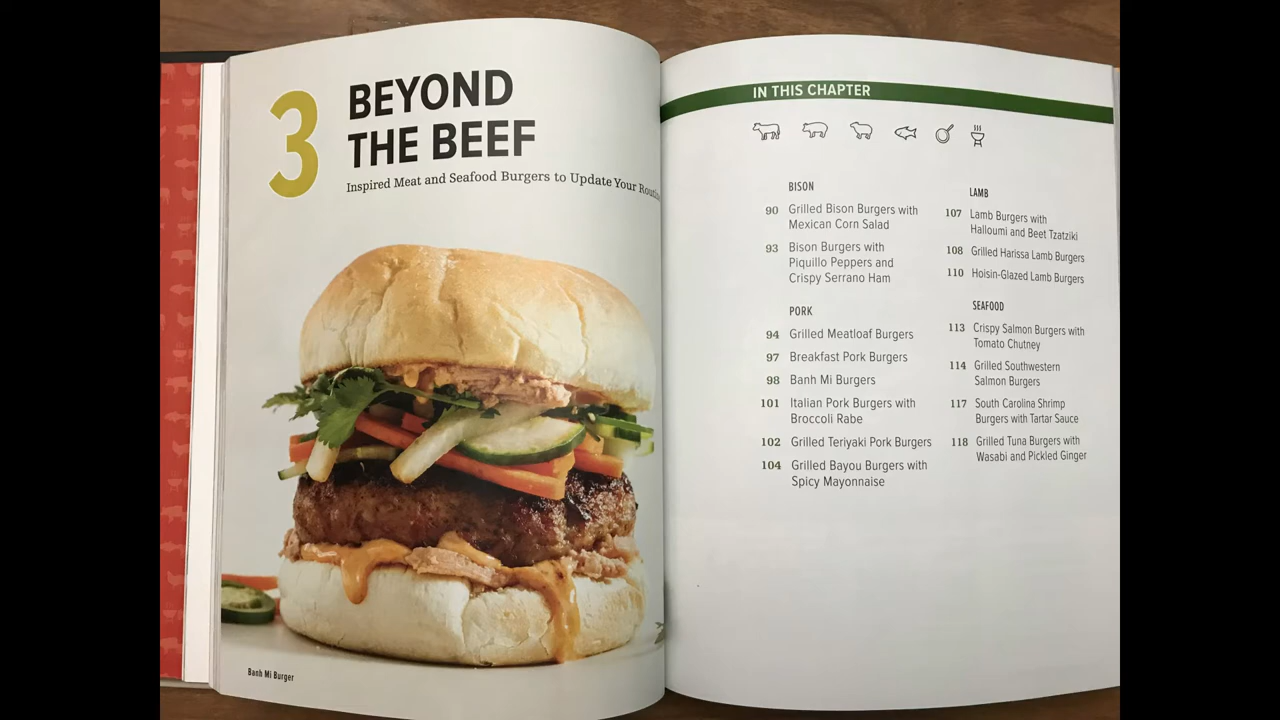 3
BEYOND
THE BEEF
Inspired Meat and Seafood Burgers to Update Your
Banh Mi Burger
IN THIS CHAPTER
BISON
90 Grilled Bison Burgers with
Mexican Corn Salad
93 Bison Burgers with
Piquillo Peppers and
Crispy Serrano Ham
PORK
94 Grilled Meatloaf Burgers
97 Breakfast Pork Burgers
98 Banh Mi Burgers
101 Italian Pork Burgers with
Broccoli Rabe
102 Grilled Teriyaki Pork Burgers
104 Grilled Bayou Burgers with
Spicy Mayonnaise
LAMB
107 Lamb Burgers with
Halloumi and Beet Tzatziki
108 Grilled Harissa Lamb Burgers
110 Hoisin-Glazed Lamb Burgers
SEAFOOD
113 Crispy Salmon Burgers with
Tomato Chutney
114 Grilled Southwestern
Salmon Burgers
117 South Carolina Shrimp
Burgers with Tartar Sauce
118 Grilled Tuna Burgers with
Wasabi and Pickled Ginger